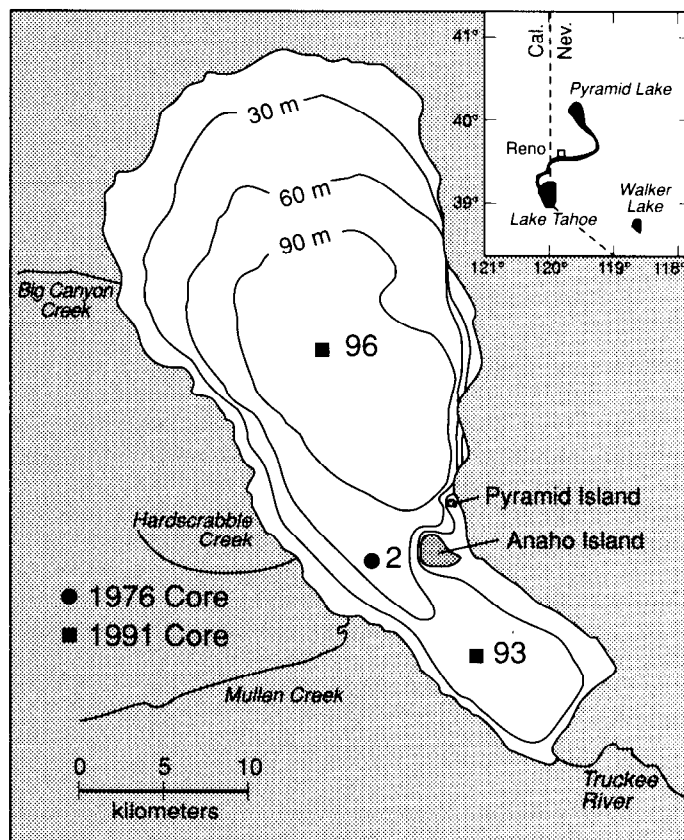 41°
Cal.
Nev.
Pyramid Lake
40°
Reno
Walker
Lake
39°
Lake Tahoe
121°
120°
119°
118°
30 m
60 m
90 m
Big Canyon
Creek
96
Pyramid Island
Hardscrabble
Creek
Anaho Island
2
1976 Core
1991 Core
93
Mullen Creek
0 5 10
kilometers
Truckee
River